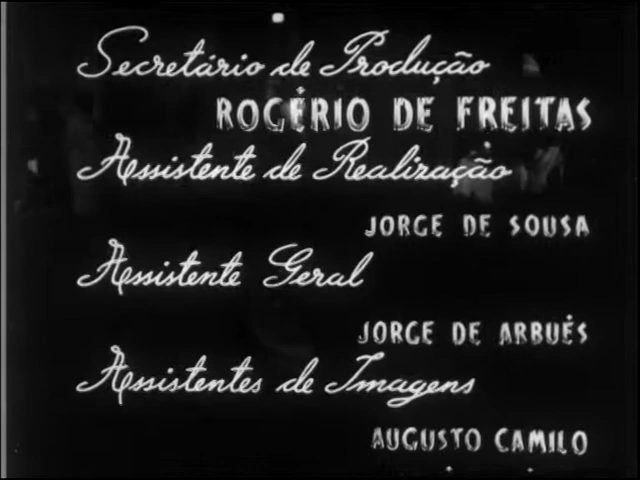 Secretário de Produção
ROGÉRIO DE FREITAS
Assistente de Realização
JORGE DE SOUSA
Assistente Geral
JORGE DE ARBUÉS
Assistentes de Imagens
AUGUSTO CAMILO